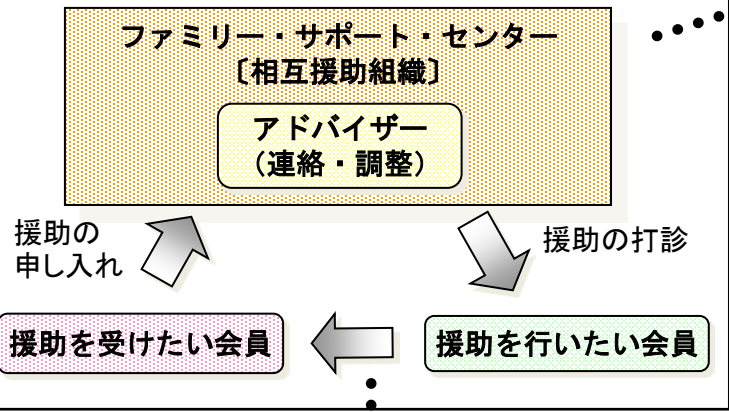 ファミリー・サポート・センター
〔相互援助組織〕
アドバイザー
（連絡・調整）
援助の
申し入れ
援助の打診
援助を受けたい会員
援助を行いたい会員